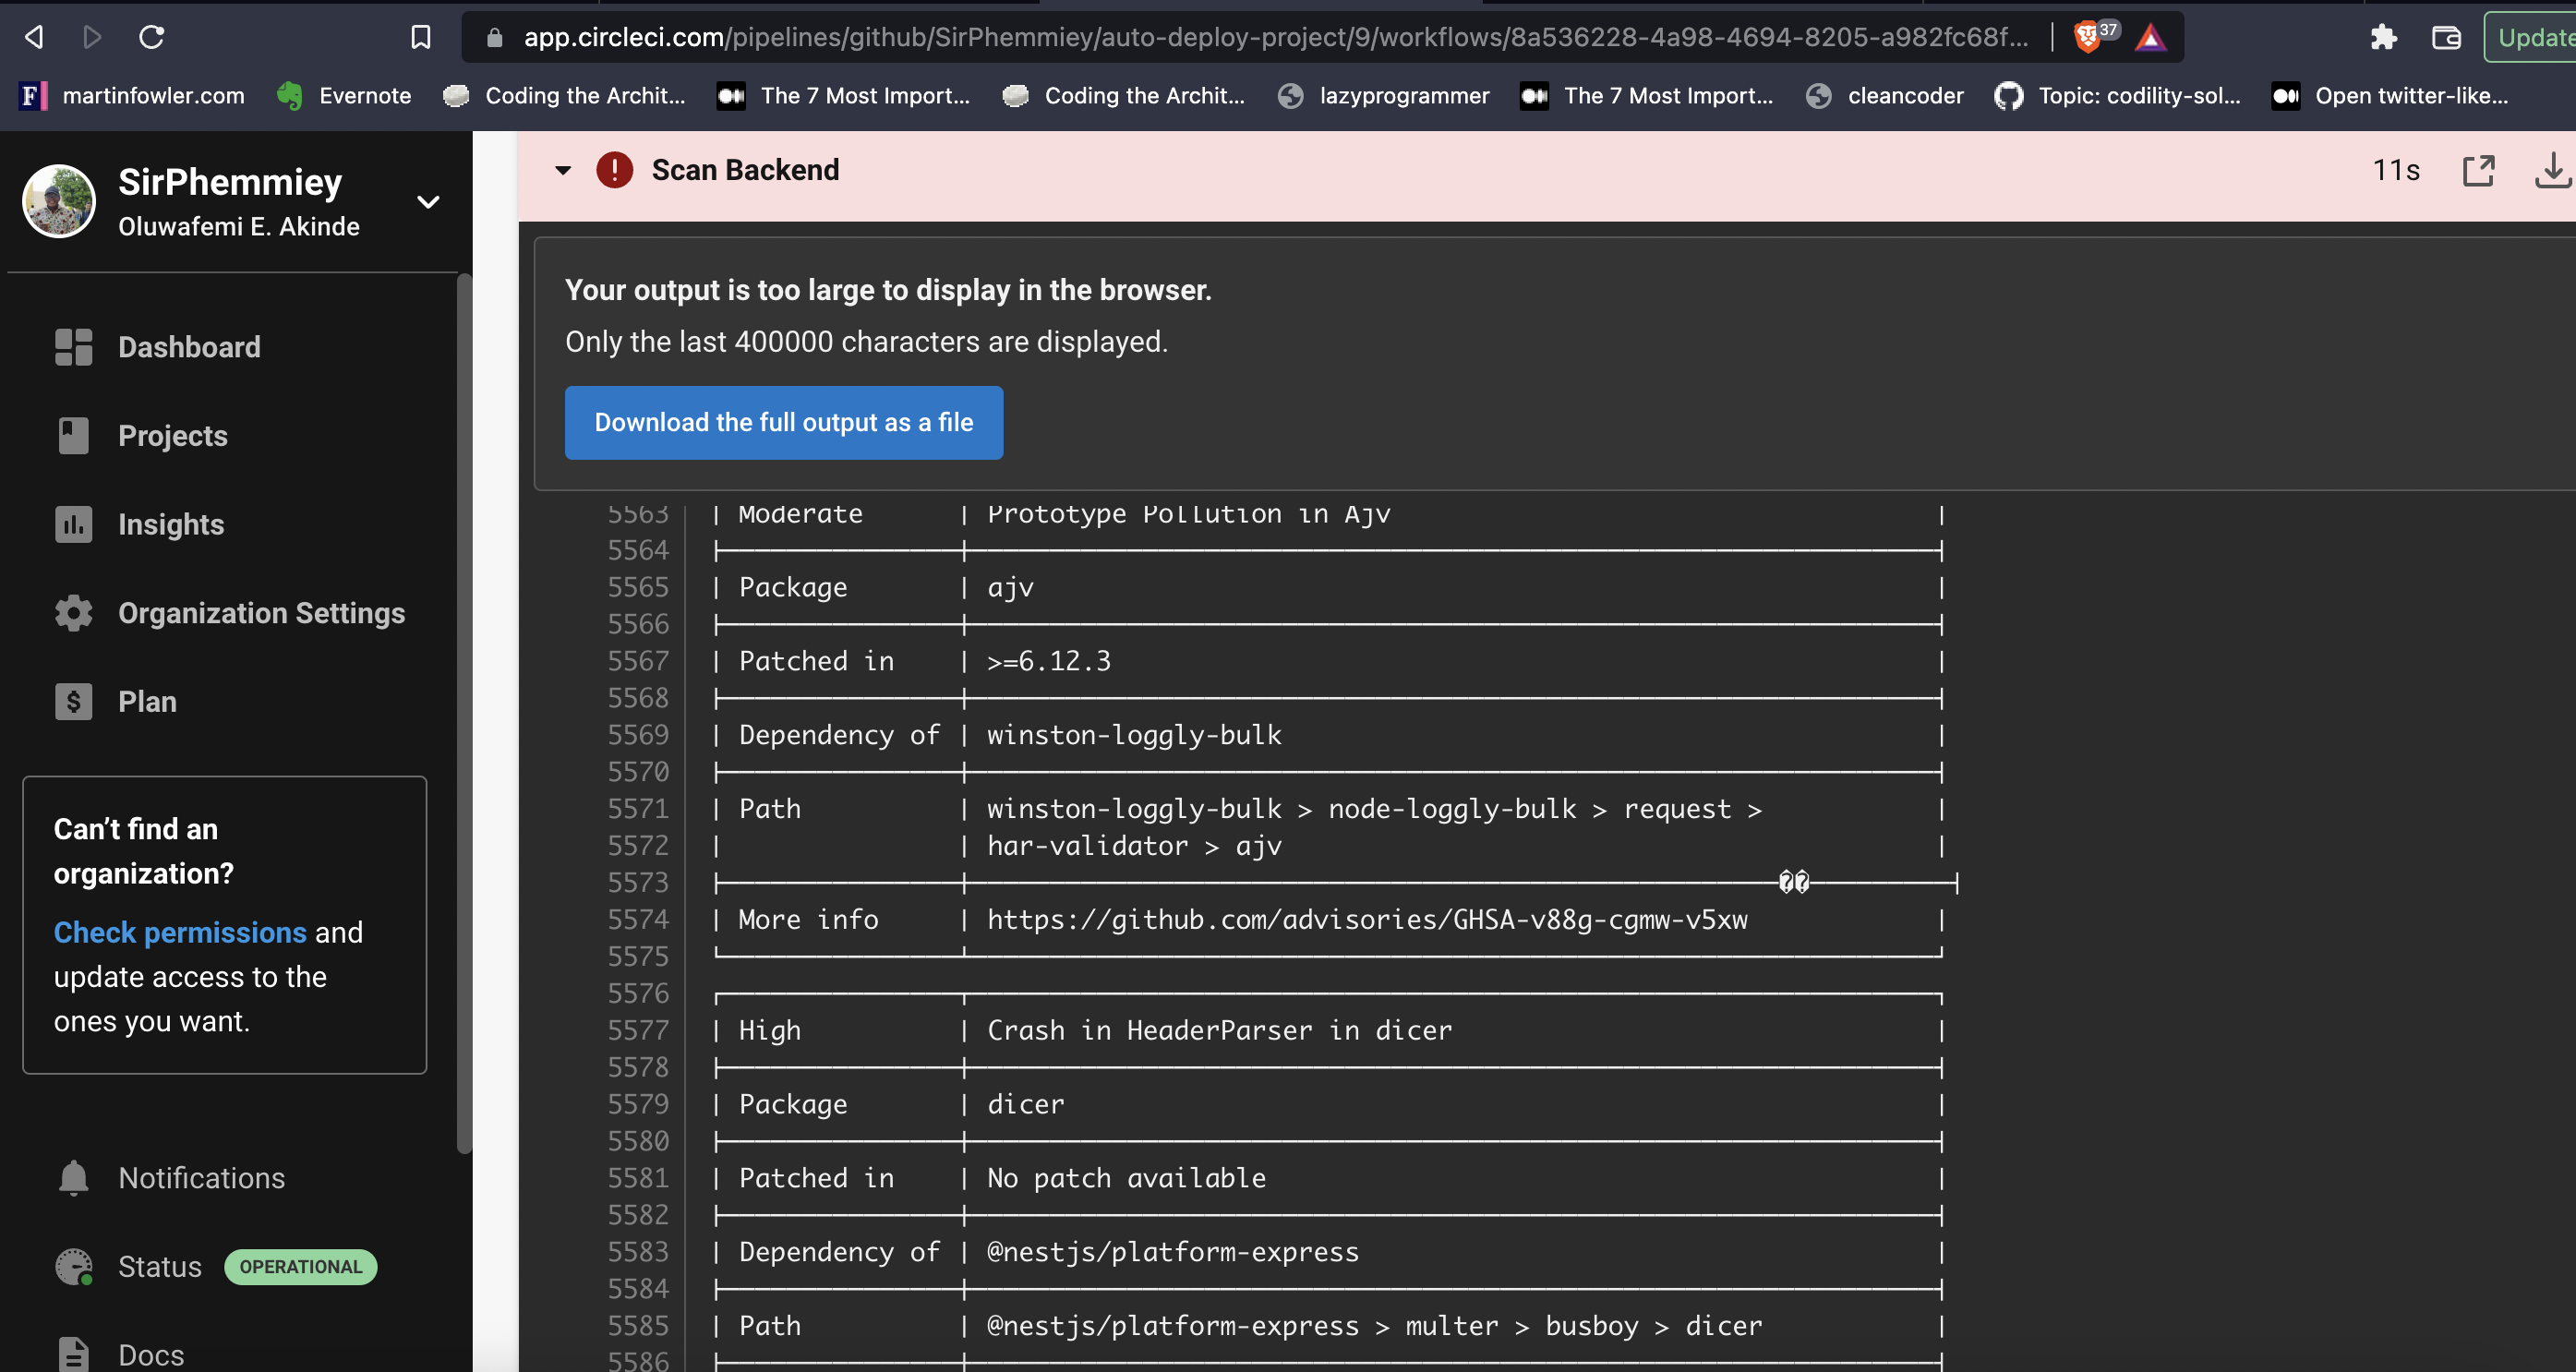 app.circleci.com/pipelines/github/SirPhemmiey/auto-deploy-project/9/workflows/8a536228-4a98-4694-8205-a982fc68f...
37
Update
martinfowler.com
Evernote
Coding the Archit...
The 7 Most Import...
Coding the Archit...
lazyprogrammer
The 7 Most Import...
cleancoder
Topic: codility-sol...
Open twitter-like...
SirPhemmiey
Oluwafemi E. Akinde
Dashboard
Projects
Insights
Organization Settings
Plan
Can’t find an
organization?
Check permissions and
update access to the
ones you want.
Notifications
Status OPERATIONAL
Docs
Scan Backend
11s
Your output is too large to display in the browser.
Only the last 400000 characters are displayed.
Download the full output as a file
5563 | Moderate | Prototype Pollution in Ajv |
5564
5565 | Package | ajv |
5566
5567 | Patched in | >=6.12.3 |
5568
5569 | Dependency of | winston-loggly-bulk |
5570
5571 | Path | winston-loggly-bulk > node-loggly-bulk > request > |
5572 | | har-validator > ajv |
5573 ��
5574 | More info | https://github.com/advisories/GHSA-v88g-cgmw-v5xw |
5575
5576
5577 | High | Crash in HeaderParser in dicer |
5578
5579 | Package | dicer |
5580
5581 | Patched in | No patch available |
5582
5583 | Dependency of | @nestjs/platform-express |
5584
5585 | Path | @nestjs/platform-express > multer > busboy > dicer |
5586